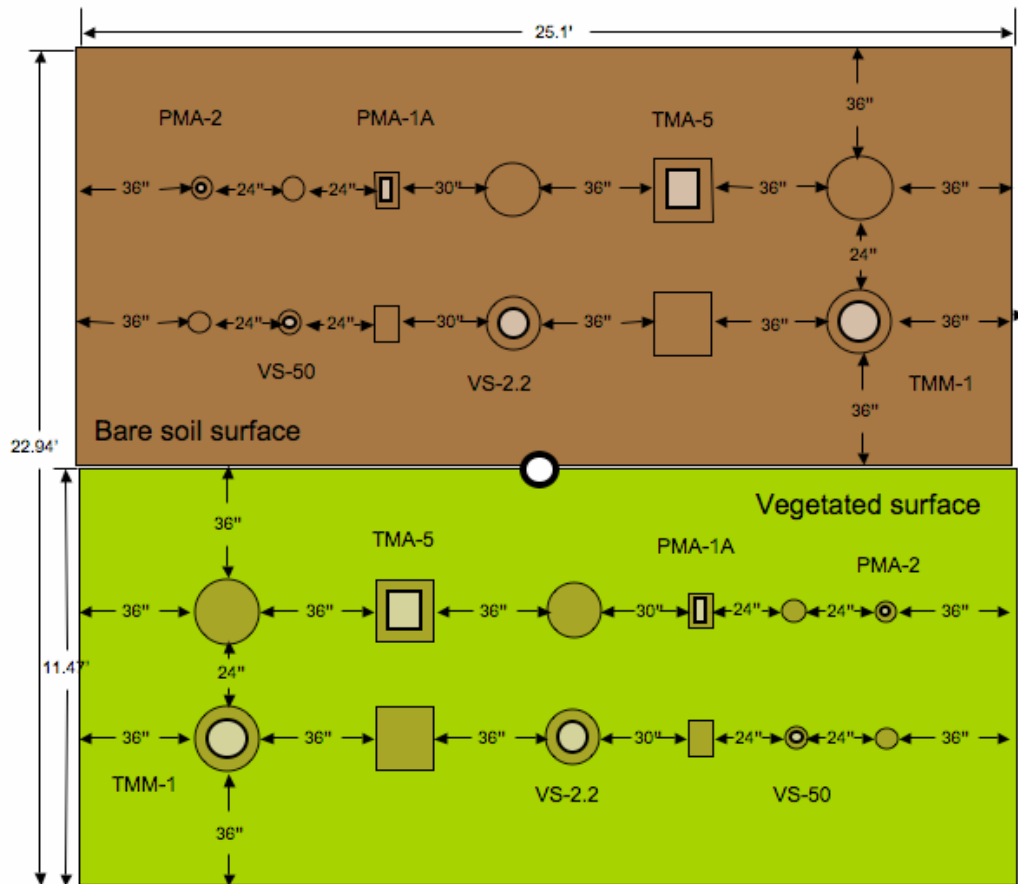 25.1'
36"
PMA-2 PMA-1A TMA-5
36" 24" 24" 30" 36" 36" 36"
24"
36" 24" 24" 30" 36" 36" 36"
VS-50 VS-2.2 TMM-1
36"
Bare soil surface
22.94'
Vegetated surface
36"
TMA-5 PMA-1A PMA-2
36" 36" 36" 30" 24" 24" 36"
11.47'
24"
36" 36" 36" 30" 24" 24" 36"
TMM-1 VS-2.2 VS-50
36"